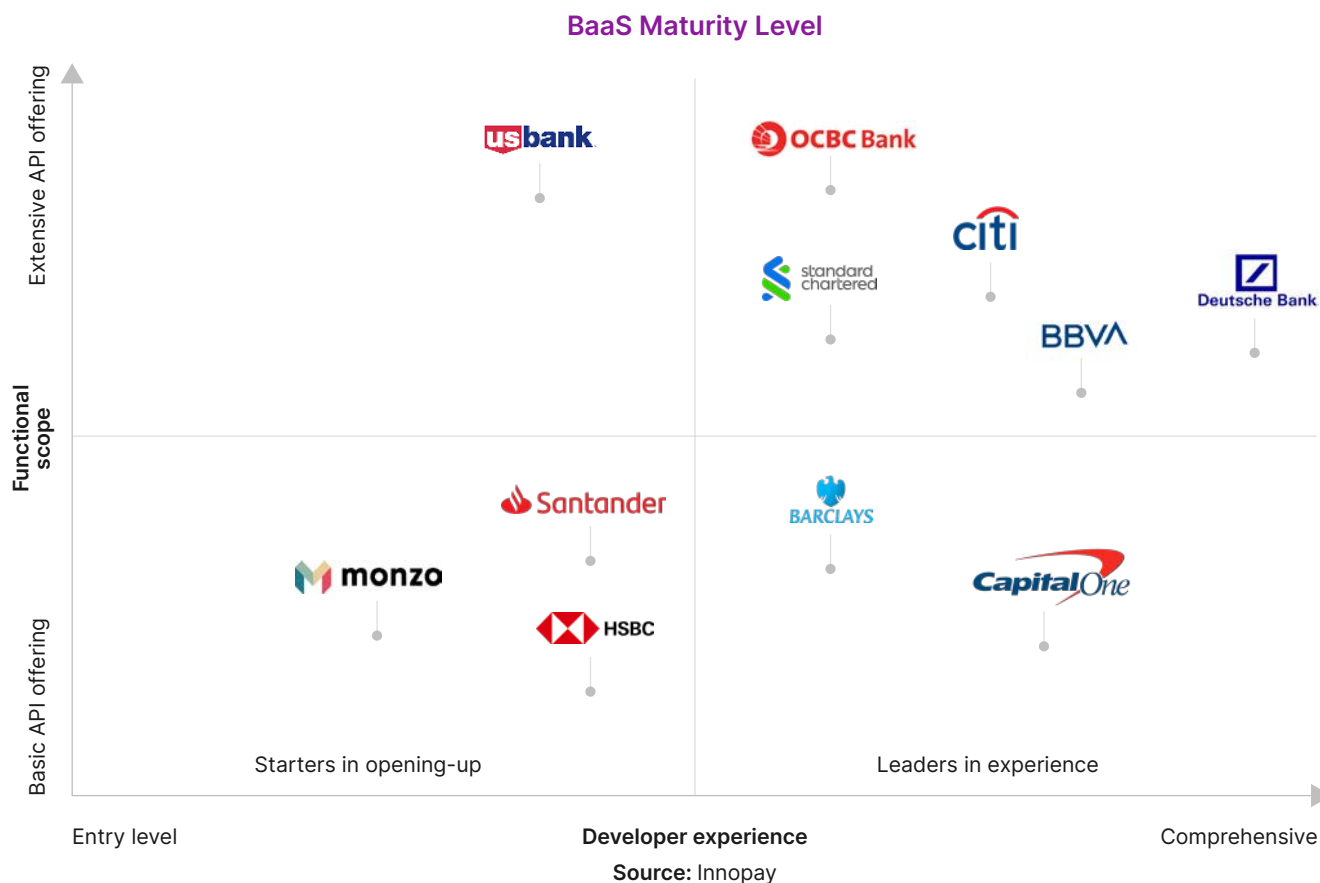 BaaS Maturity Level
Extensive API offering
Functional
scope
Basic API offering
usbank
OCBC Bank
citi
standard
chartered
Deutsche Bank
BBVA
Santander
BARCLAYS
monzo
CapitalOne
HSBC
Starters in opening-up
Leaders in experience
Entry level
Developer experience
Comprehensive
Source: Innopay